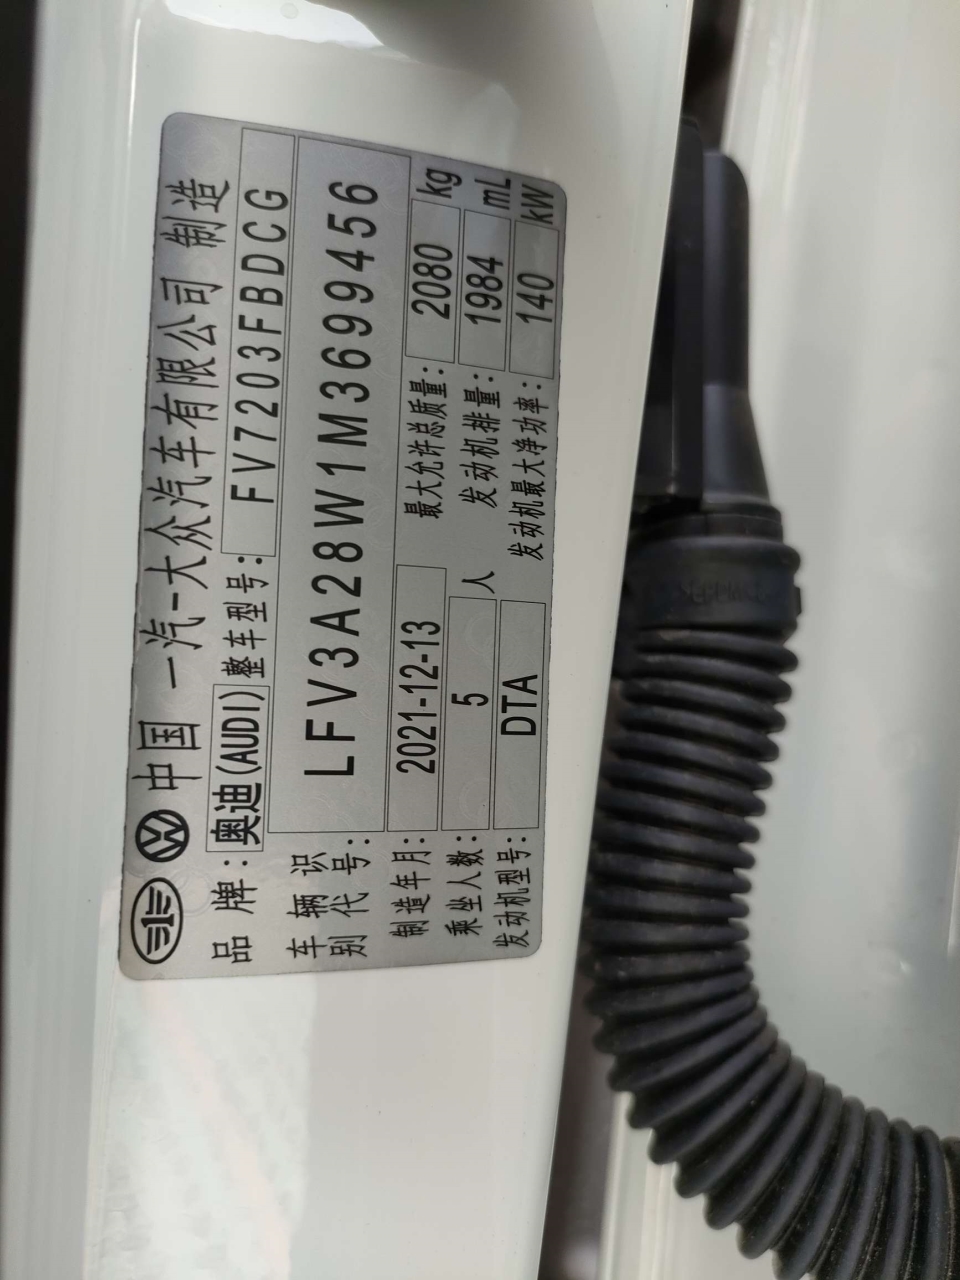 中国 一汽-大众汽车有限公司 制造
品牌: 奥迪(AUDI) 整车型号: FV7203FBDCG
车辆识别代号: LFV3A28W1M3699456
制造年月: 2021-12-13 最大允许总质量: 2080 kg
乘坐人数: 5 人 发动机排量: 1984 mL
发动机型号: DTA 发动机最大净功率: 140 kW